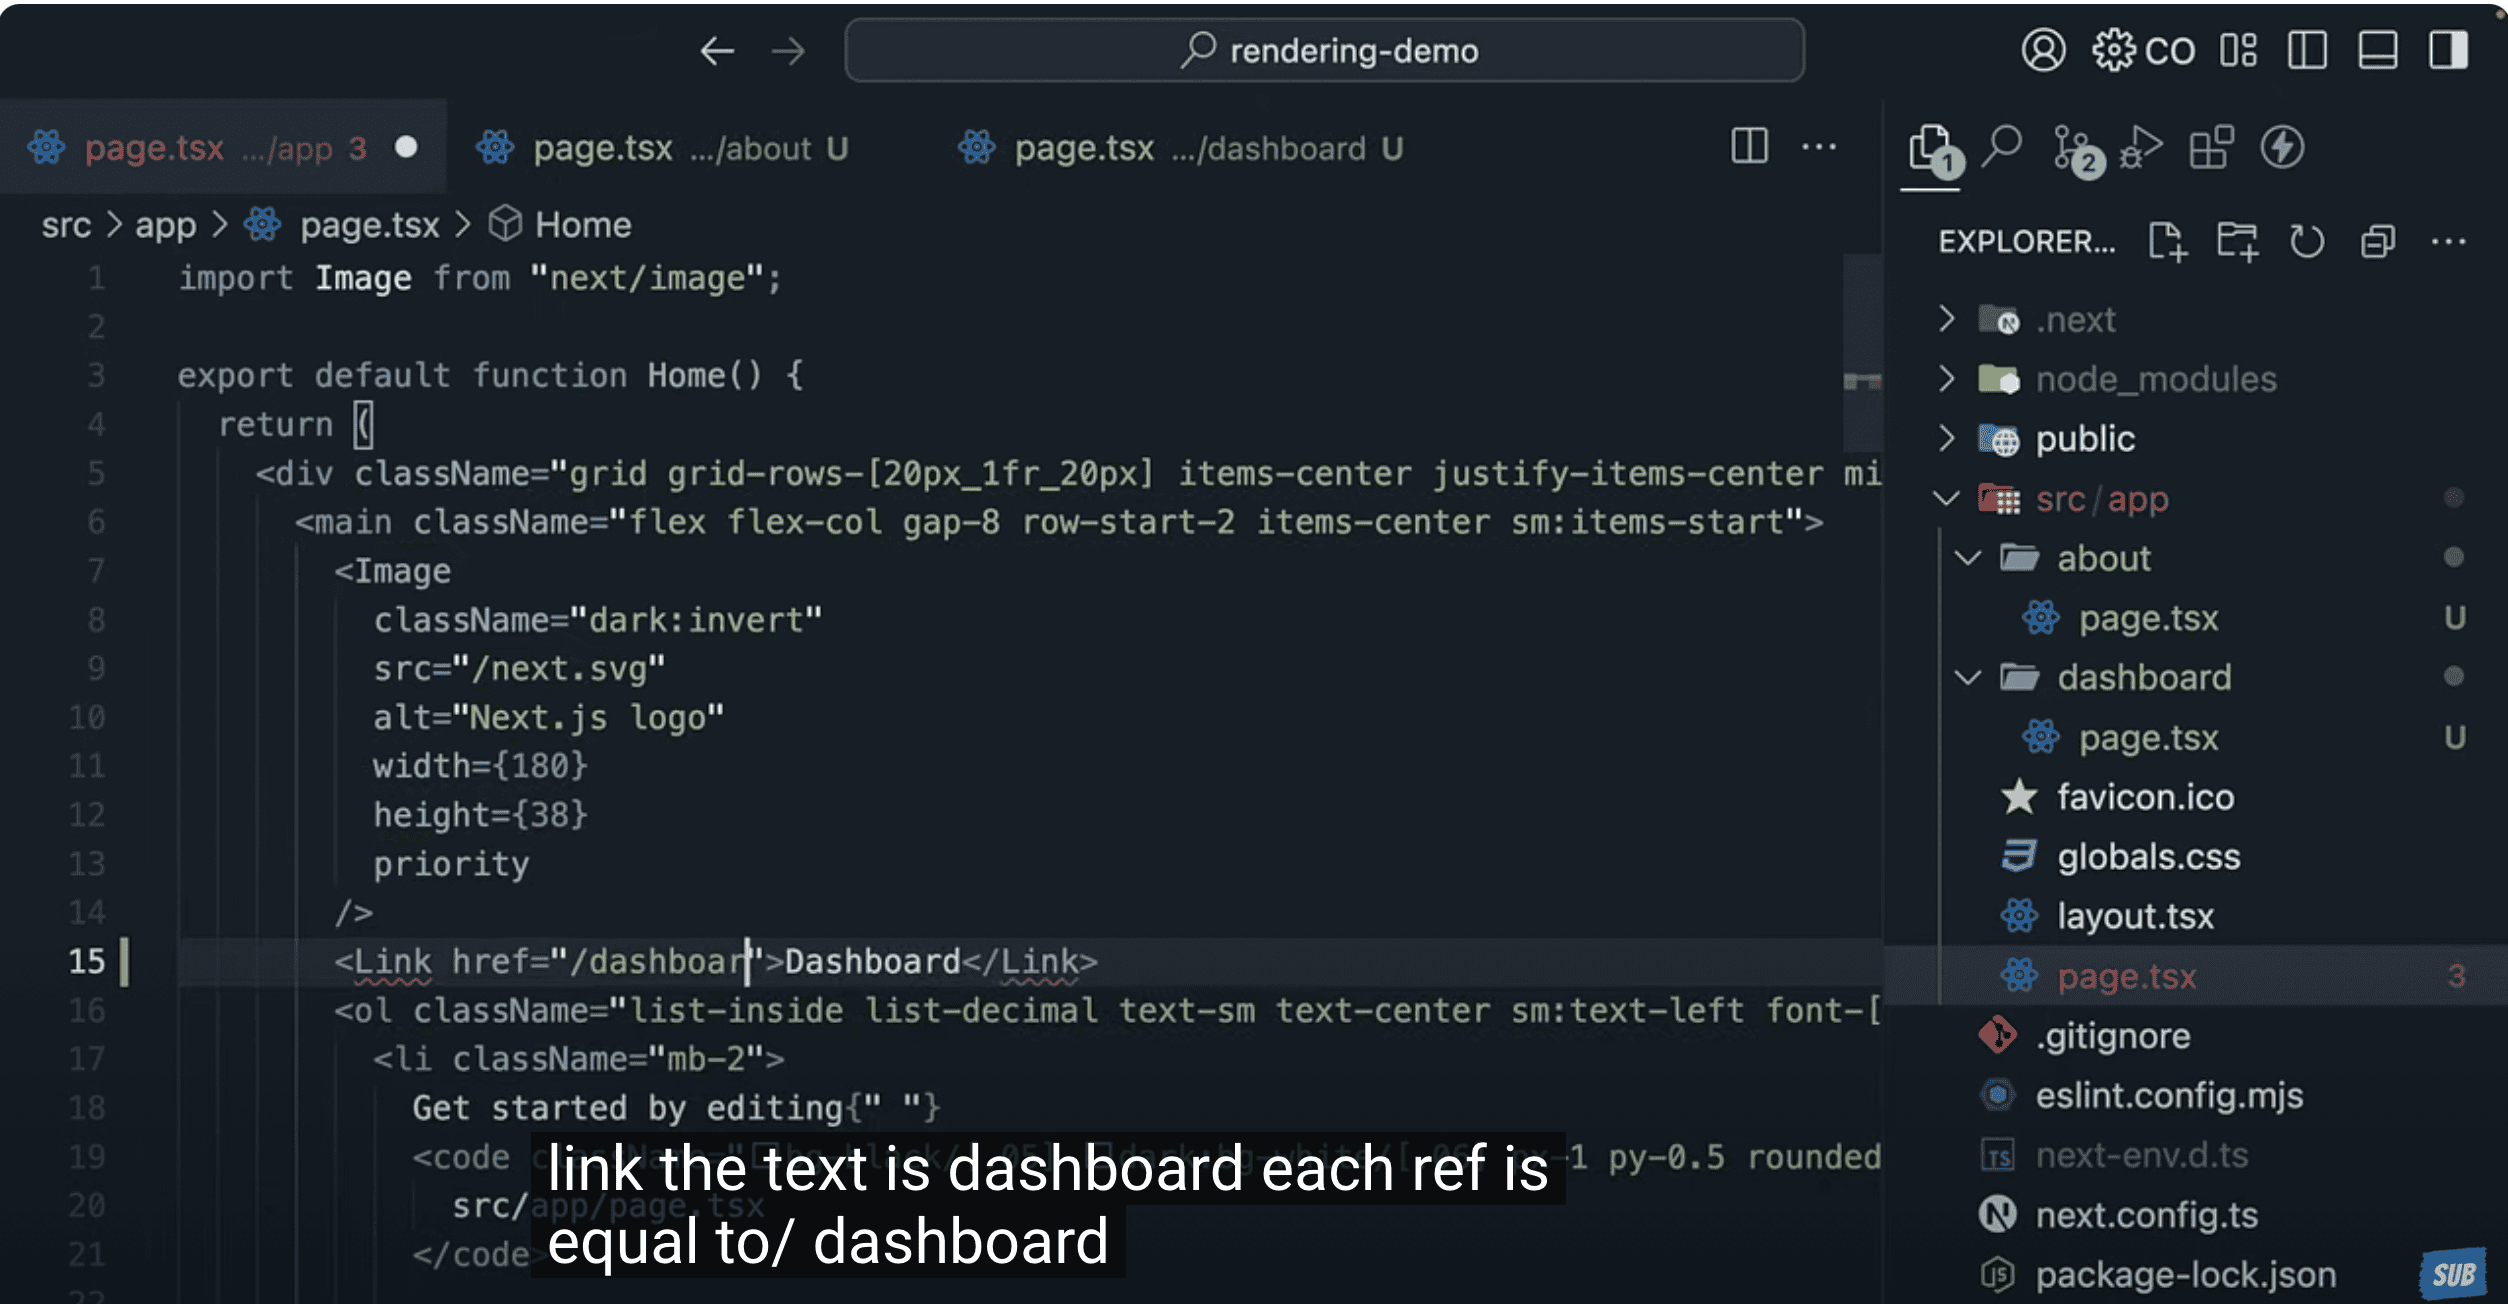 rendering-demo
CO
page.tsx .../app 3
page.tsx .../about U
page.tsx .../dashboard U
1
2
src > app > page.tsx > Home
1 import Image from "next/image";
2
3 export default function Home() {
4 return (
5 <div className="grid grid-rows-[20px_1fr_20px] items-center justify-items-center mi
6 <main className="flex flex-col gap-8 row-start-2 items-center sm:items-start">
7 <Image
8 className="dark:invert"
9 src="/next.svg"
10 alt="Next.js logo"
11 width={180}
12 height={38}
13 priority
14 />
15 <Link href="/dashboar">Dashboard</Link>
16 <ol className="list-inside list-decimal text-sm text-center sm:text-left font-[
17 <li className="mb-2">
18 Get started by editing{" "}
19 <code -1 py-0.5 rounded
20 src/app/page.tsx
21 </code>
22
link the text is dashboard each ref is
equal to/ dashboard
EXPLORER...
.next
node_modules
public
src/app
about
page.tsx U
dashboard
page.tsx U
favicon.ico
globals.css
layout.tsx
page.tsx 3
.gitignore
eslint.config.mjs
TS next-env.d.ts
next.config.ts
JS package-lock.json
SUB